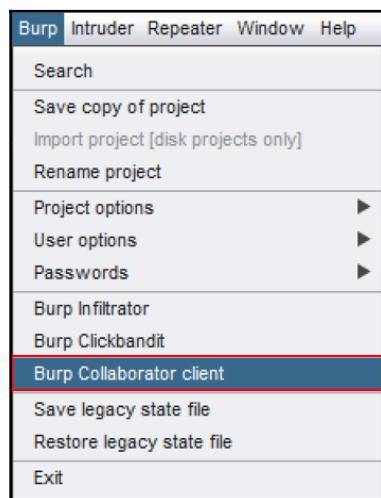 Burp Intruder Repeater Window Help
Search
Save copy of project
Import project [disk projects only]
Rename project
Project options
User options
Passwords
Burp Infiltrator
Burp Clickbandit
Burp Collaborator client
Save legacy state file
Restore legacy state file
Exit